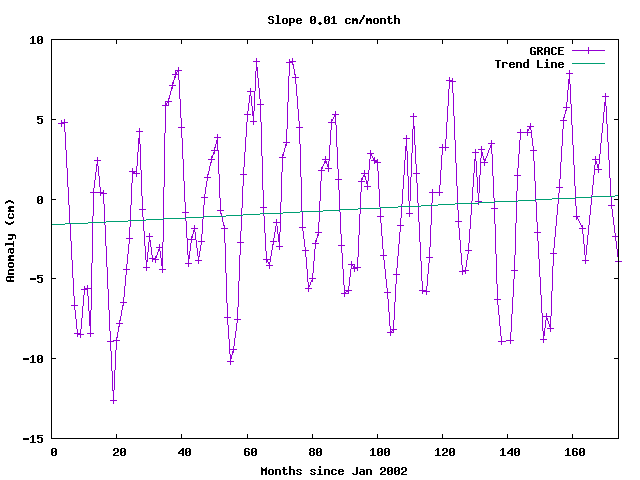 Slope 0.01 cm/month
GRACE
Trend Line
10
5
0
-5
-10
-15
Anomaly (cm)
0 20 40 60 80 100 120 140 160
Months since Jan 2002